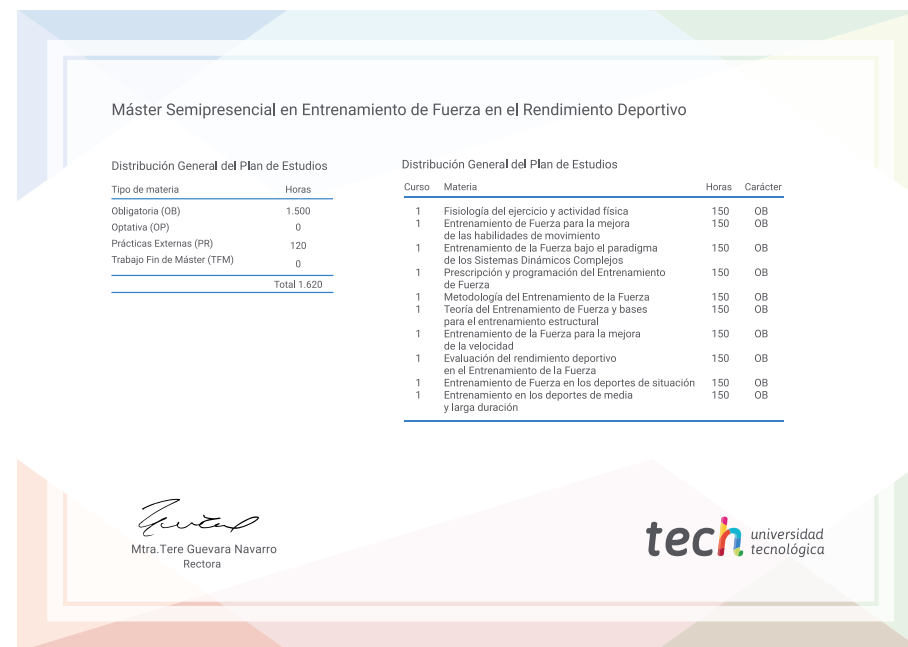 Máster Semipresencial en Entrenamiento de Fuerza en el Rendimiento Deportivo
Distribución General del Plan de Estudios
Tipo de materia Horas
Obligatoria (OB) 1.500
Optativa (OP) 0
Prácticas Externas (PR) 120
Trabajo Fin de Máster (TFM) 0
Total 1.620
Distribución General del Plan de Estudios
Curso Materia Horas Carácter
1 Fisiología del ejercicio y actividad física 150 OB
1 Entrenamiento de Fuerza para la mejora 150 OB
de las habilidades de movimiento
1 Entrenamiento de la Fuerza bajo el paradigma 150 OB
de los Sistemas Dinámicos Complejos
1 Prescripción y programación del Entrenamiento 150 OB
de Fuerza
1 Metodología del Entrenamiento de la Fuerza 150 OB
1 Teoría del Entrenamiento de Fuerza y bases 150 OB
para el entrenamiento estructural
1 Entrenamiento de la Fuerza para la mejora 150 OB
de la velocidad
1 Evaluación del rendimiento deportivo 150 OB
en el Entrenamiento de la Fuerza
1 Entrenamiento de Fuerza en los deportes de situación 150 OB
1 Entrenamiento en los deportes de media 150 OB
y larga duración
Mtra.Tere Guevara Navarro
Rectora
tech universidad
tecnológica